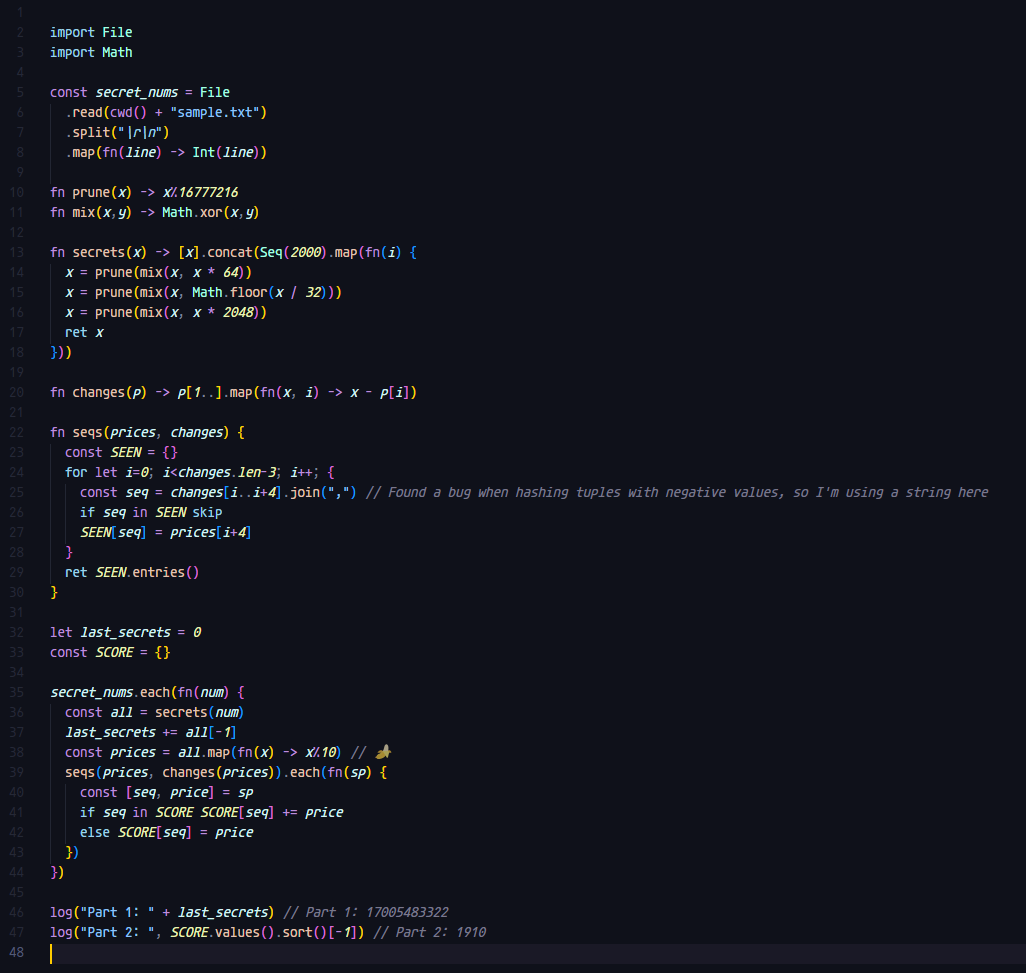 1
2 import File
3 import Math
4
5 const secret_nums = File
6 .read(cwd() + "sample.txt")
7 .split("\r\n")
8 .map(fn(line) -> Int(line))
9
10 fn prune(x) -> x%16777216
11 fn mix(x,y) -> Math.xor(x,y)
12
13 fn secrets(x) -> [x].concat(Seq(2000).map(fn(i) {
14 x = prune(mix(x, x * 64))
15 x = prune(mix(x, Math.floor(x / 32)))
16 x = prune(mix(x, x * 2048))
17 ret x
18 }))
19
20 fn changes(p) -> p[1..].map(fn(x, i) -> x - p[i])
21
22 fn seqs(prices, changes) {
23 const SEEN = {}
24 for let i=0; i<changes.len-3; i++; {
25 const seq = changes[i..i+4].join(",") // Found a bug when hashing tuples with negative values, so I'm using a string here
26 if seq in SEEN skip
27 SEEN[seq] = prices[i+4]
28 }
29 ret SEEN.entries()
30 }
31
32 let last_secrets = 0
33 const SCORE = {}
34
35 secret_nums.each(fn(num) {
36 const all = secrets(num)
37 last_secrets += all[-1]
38 const prices = all.map(fn(x) -> x%10) // 🍌
39 seqs(prices, changes(prices)).each(fn(sp) {
40 const [seq, price] = sp
41 if seq in SCORE SCORE[seq] += price
42 else SCORE[seq] = price
43 })
44 })
45
46 log("Part 1: " + last_secrets) // Part 1: 17005483322
47 log("Part 2: ", SCORE.values().sort()[-1]) // Part 2: 1910
48